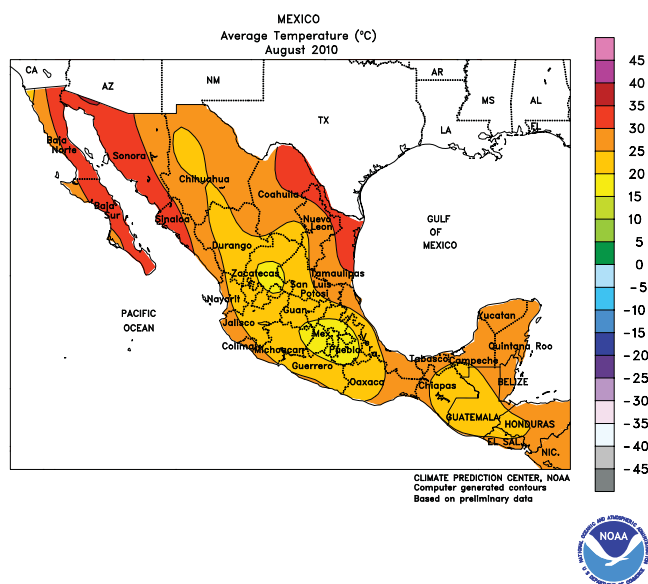 MEXICO
Average Temperature (ºC)
August 2010
CA
AZ
NM
TX
AR
LA
MS
AL
FL
Baja
Norte
Sonora
Chihuahua
Coahuila
Baja
Sur
Sinaloa
Nuevo
Leon
Durango
Zacatecas
Tamaulipas
San Luis
Potosi
Nayarit
Guan
Jalisco
Mex
Colima
Michoacan
Puebla
Ver
Guerrero
Oaxaca
Tabasco
Campeche
Chiapas
Yucatan
Quintana Roo
BELIZE
GUATEMALA
HONDURAS
EL SAL.
NIC.
GULF
OF
MEXICO
PACIFIC
OCEAN
45
40
35
30
25
20
15
10
5
0
-5
-10
-15
-20
-25
-30
-35
-40
-45
CLIMATE PREDICTION CENTER, NOAA
Computer generated contours
Based on preliminary data
NOAA